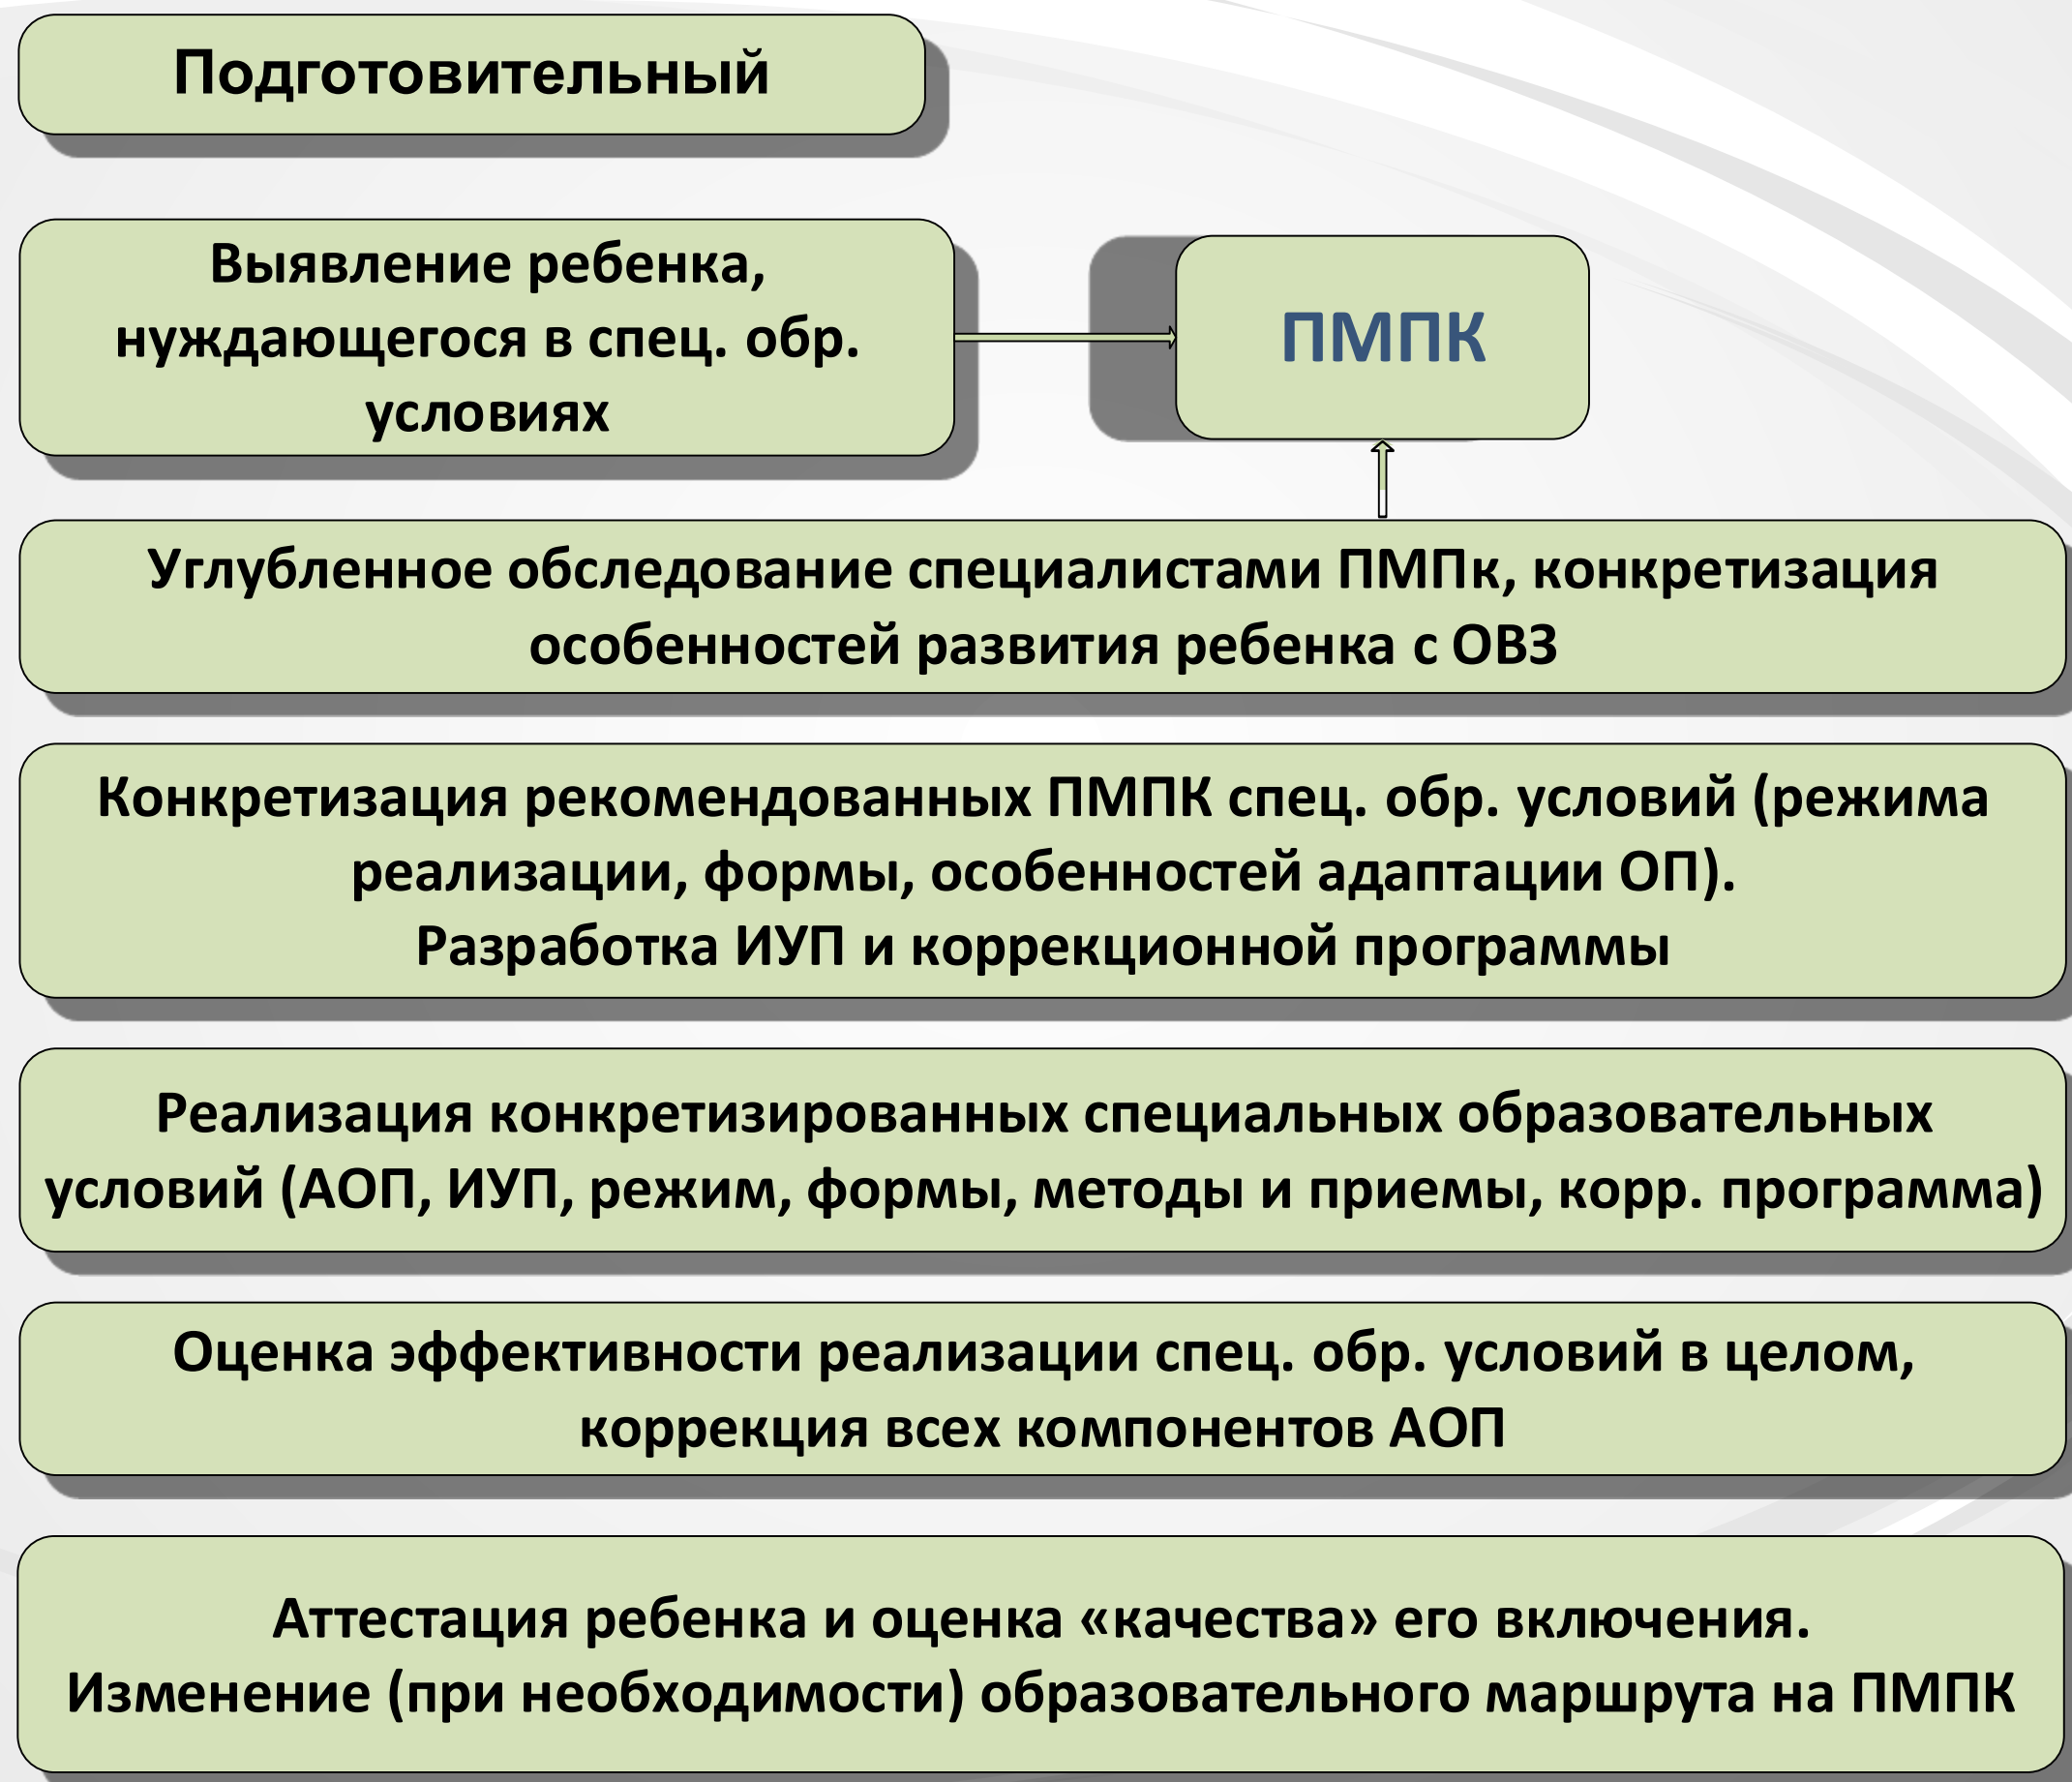 Подготовительный
Выявление ребенка,
нуждающегося в спец. обр.
условиях
ПМПК
Углубленное обследование специалистами ПМПк, конкретизация
особенностей развития ребенка с ОВЗ
Конкретизация рекомендованных ПМПК спец. обр. условий (режима
реализации, формы, особенностей адаптации ОП).
Разработка ИУП и коррекционной программы
Реализация конкретизированных специальных образовательных
условий (АОП, ИУП, режим, формы, методы и приемы, корр. программа)
Оценка эффективности реализации спец. обр. условий в целом,
коррекция всех компонентов АОП
Аттестация ребенка и оценка «качества» его включения.
Изменение (при необходимости) образовательного маршрута на ПМПК